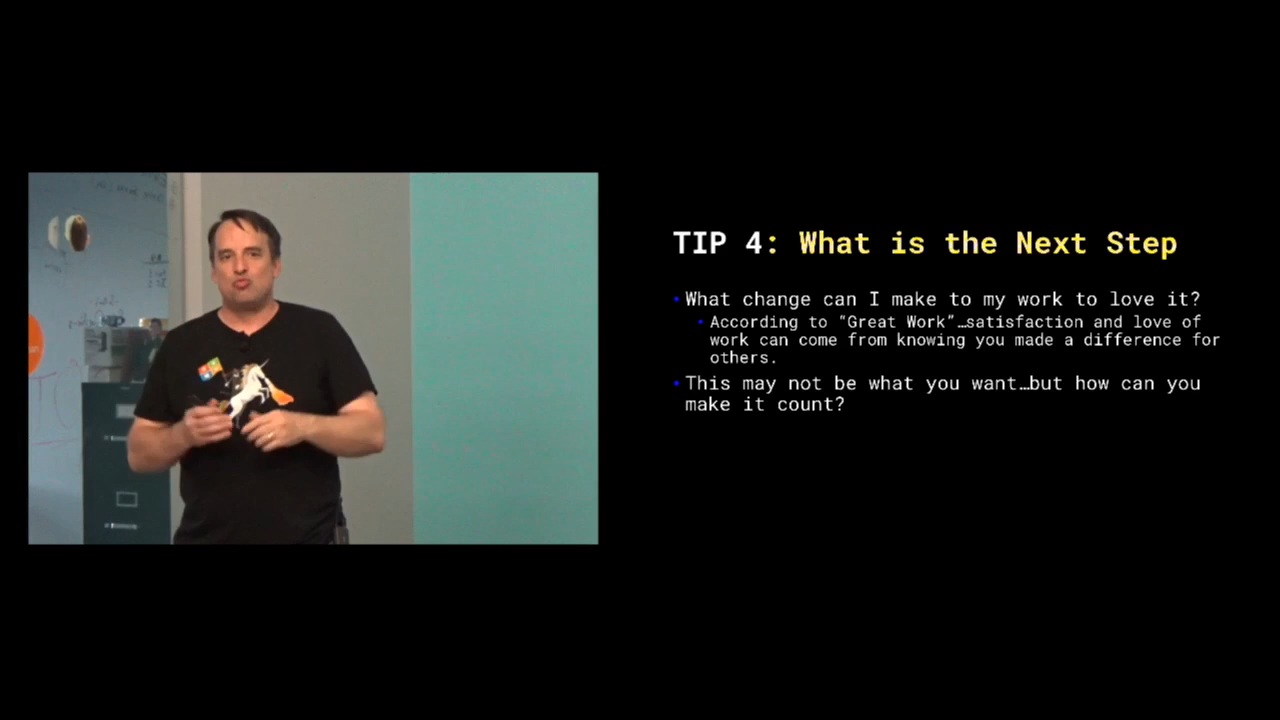 TIP 4: What is the Next Step
• What change can I make to my work to love it?
• According to “Great Work”…satisfaction and love of
work can come from knowing you made a difference for
others.
• This may not be what you want…but how can you
make it count?